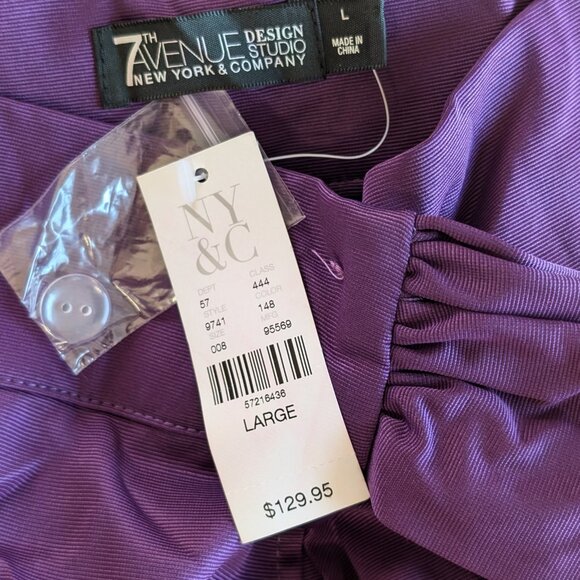 7TH AVENUE DESIGN STUDIO
NEW YORK & COMPANY
L
MADE IN
CHINA
NY
&C
DEPT CLASS
57 444
STYLE COLOR
9741 148
SIZE MFG
008 95569
57216436
LARGE
$129.95